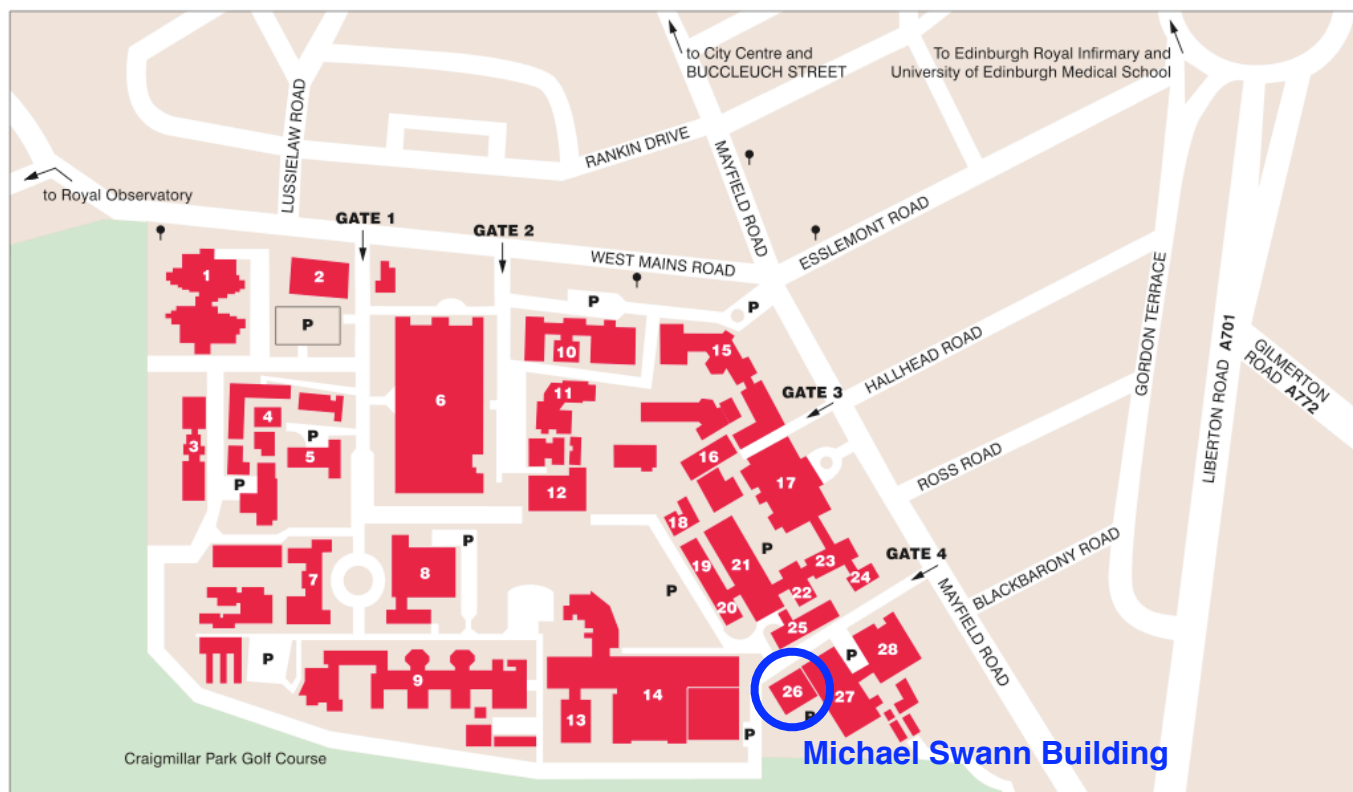 to City Centre and
BUCCLEUCH STREET
To Edinburgh Royal Infirmary and
University of Edinburgh Medical School
LUSSIELAW ROAD
RANKIN DRIVE
MAYFIELD ROAD
to Royal Observatory
GATE 1
GATE 2
WEST MAINS ROAD
ESSLEMONT ROAD
GORDON TERRACE
LIBERTON ROAD A701
GILMERTON
ROAD A772
HALLHEAD ROAD
GATE 3
ROSS ROAD
GATE 4
BLACKBARONY ROAD
MAYFIELD ROAD
1
2
P
P
P
10
15
6
11
3
4
P
5
P
16
17
12
18
P
7
8
P
19
21
P
23
22
24
20
25
P
9
14
13
26
P
28
27
P
P
Michael Swann Building
Craigmillar Park Golf Course